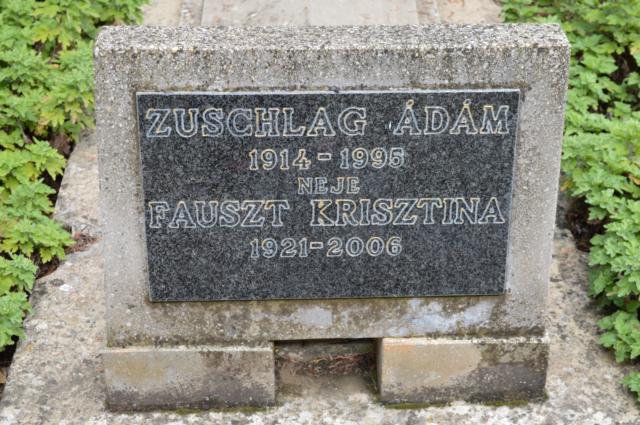 ZUSCHLAG ÁDÁM
1914-1995
NEJE
FAUSZT KRISZTINA
1921-2006